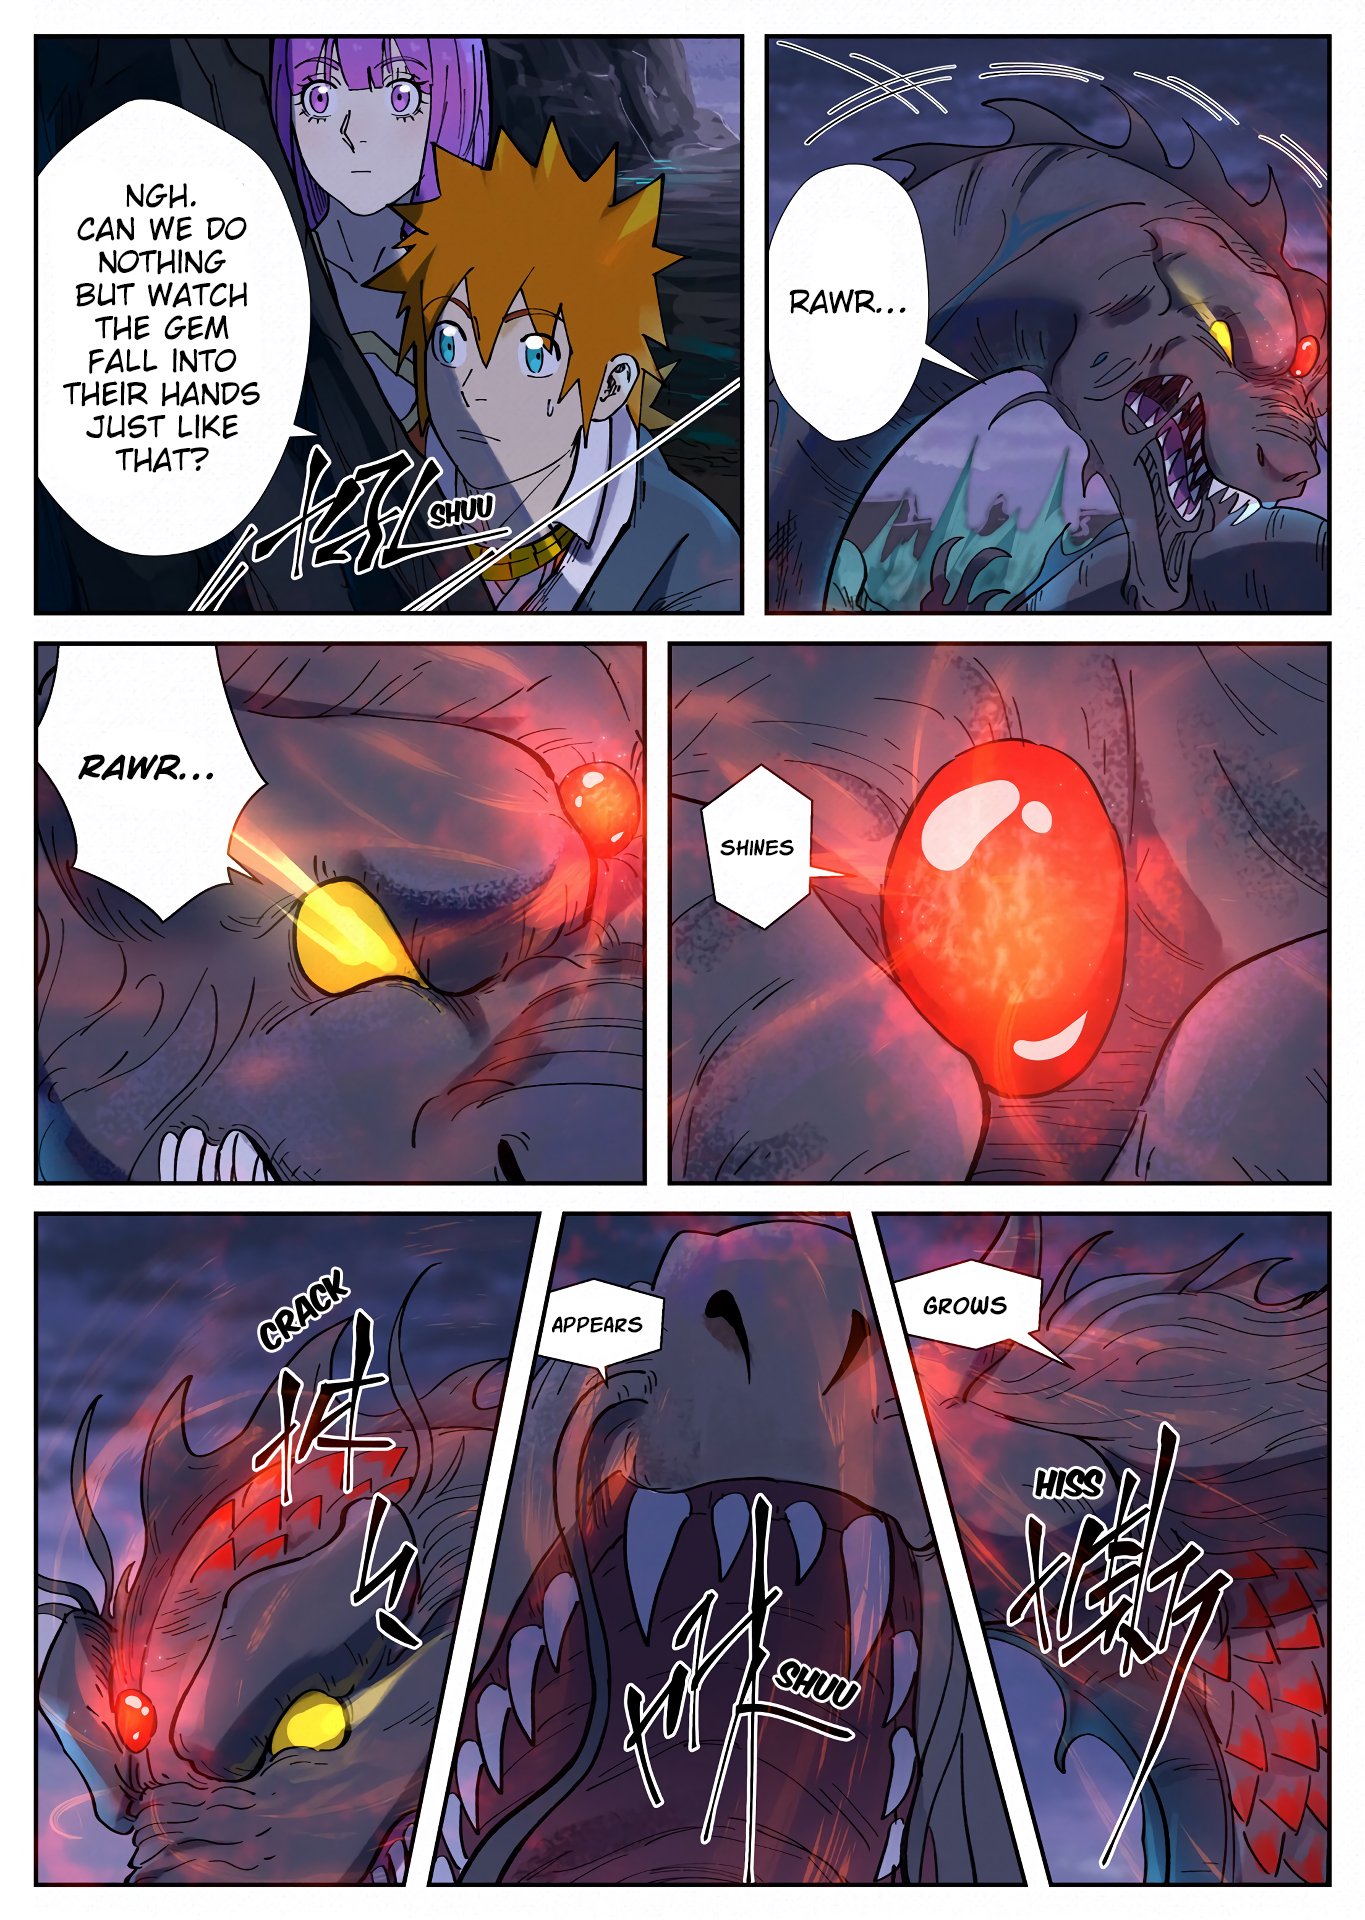 NGH.
CAN WE DO
NOTHING
BUT WATCH
THE GEM
FALL INTO
THEIR HANDS
JUST LIKE
THAT?
SHUU
RAWR...
RAWR...
SHINES
CRACK
APPEARS
SHUU
GROWS
HISS